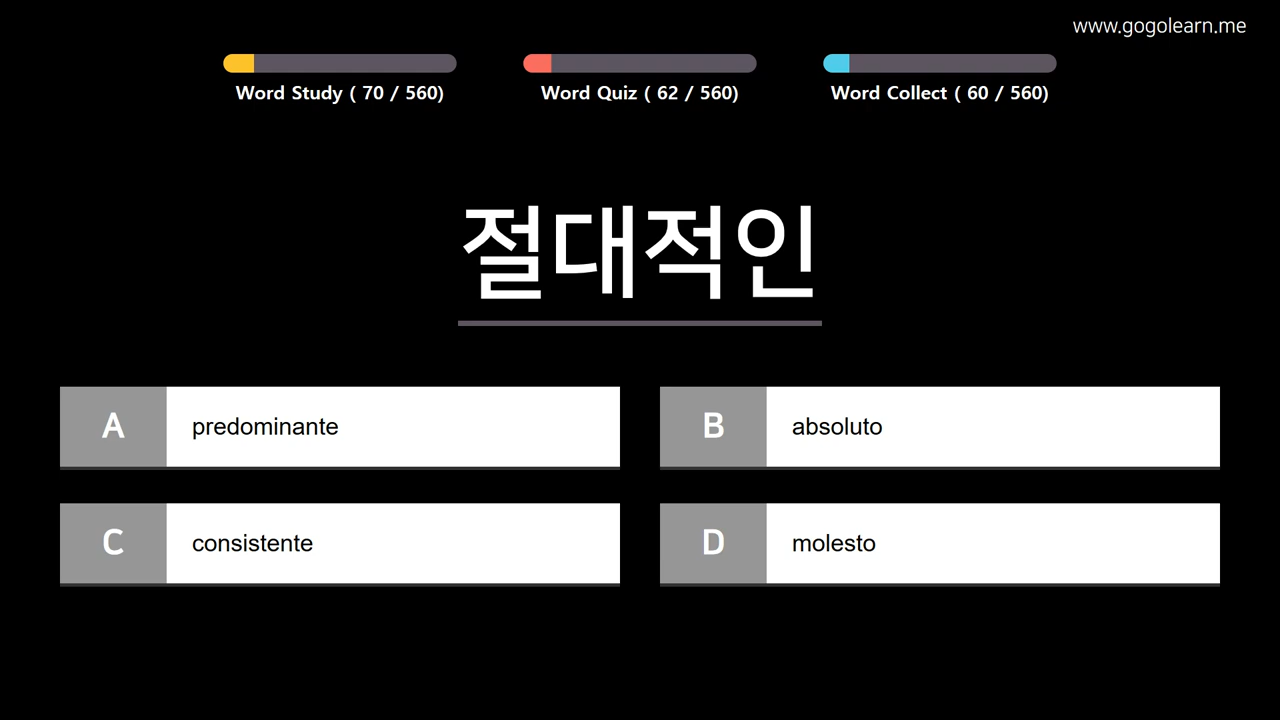 www.gogolearn.me
Word Study ( 70 / 560)
Word Quiz ( 62 / 560)
Word Collect ( 60 / 560)
절대적인
A predominante
B absoluto
C consistente
D molesto